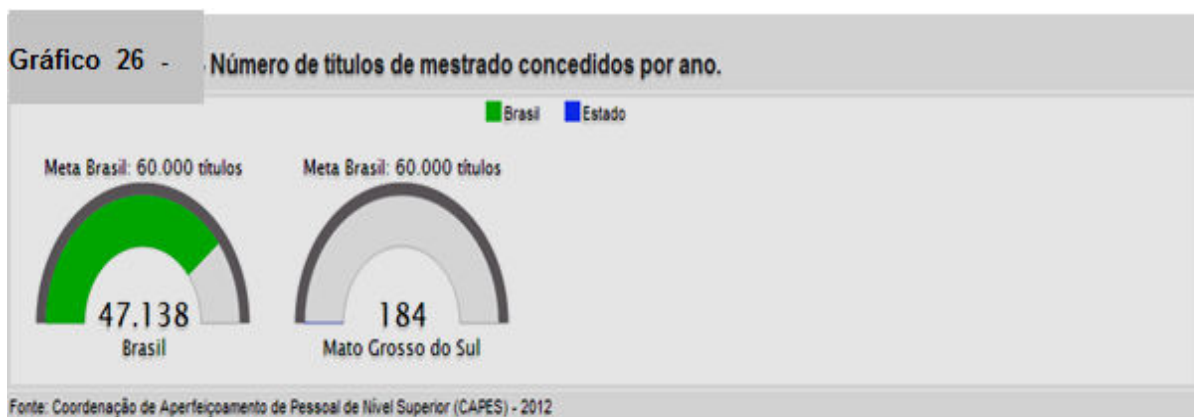 Gráfico 26 - Número de títulos de mestrado concedidos por ano.
Brasil Estado
Meta Brasil: 60.000 títulos Meta Brasil: 60.000 títulos
47.138 184
Brasil Mato Grosso do Sul
Fonte: Coordenação de Aperfeiçoamento de Pessoal de Nível Superior (CAPES) - 2012